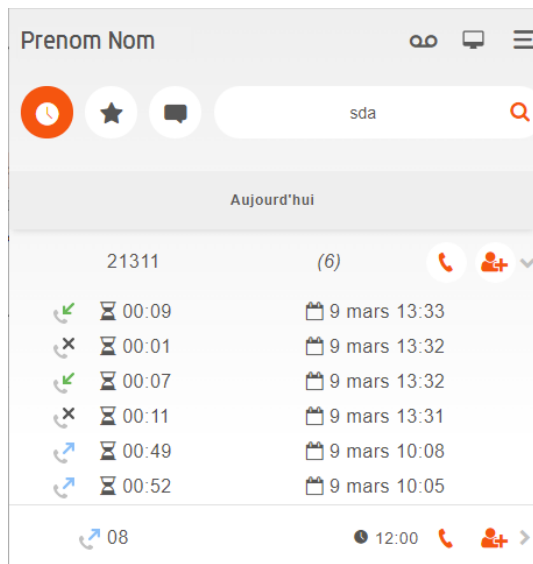 Prenom Nom
sda
Aujourd'hui
21311 (6)
00:09 9 mars 13:33
00:01 9 mars 13:32
00:07 9 mars 13:32
00:11 9 mars 13:31
00:49 9 mars 10:08
00:52 9 mars 10:05
08 12:00